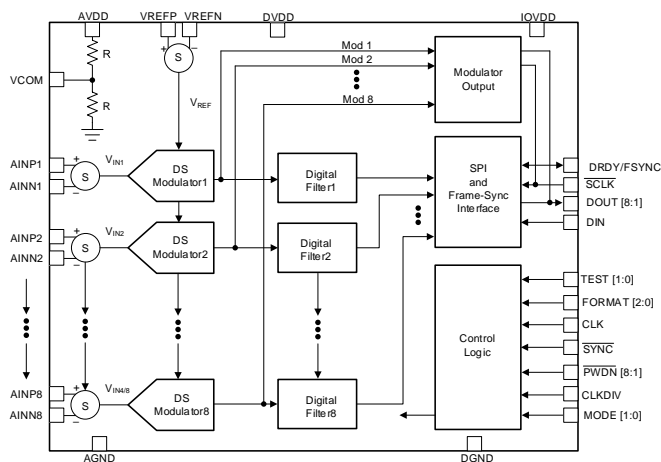 AVDD
VREFP VREFN
DVDD
IOVDD
R
VCOM
R
+ −
S
VREF
Mod 1
Mod 2
Mod 8
Modulator
Output
AINP1
AINN1
+
−
S
VIN1
DS
Modulator1
Digital
Filter1
SPI
and
Frame-Sync
Interface
DRDY/FSYNC
SCLK
DOUT [8:1]
DIN
AINP2
AINN2
+
−
S
VIN2
DS
Modulator2
Digital
Filter2
Control
Logic
TEST [1:0]
FORMAT [2:0]
CLK
SYNC
PWDN [8:1]
CLKDIV
MODE [1:0]
AINP8
AINN8
+
−
S
VIN4/8
DS
Modulator8
Digital
Filter8
AGND
DGND